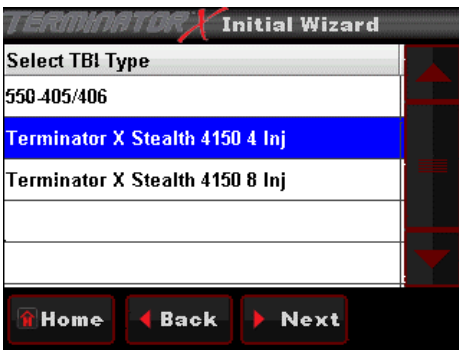 TERMINATOR X Initial Wizard
Select TBI Type
550-405/406
Terminator X Stealth 4150 4 Inj
Terminator X Stealth 4150 8 Inj
Home Back Next